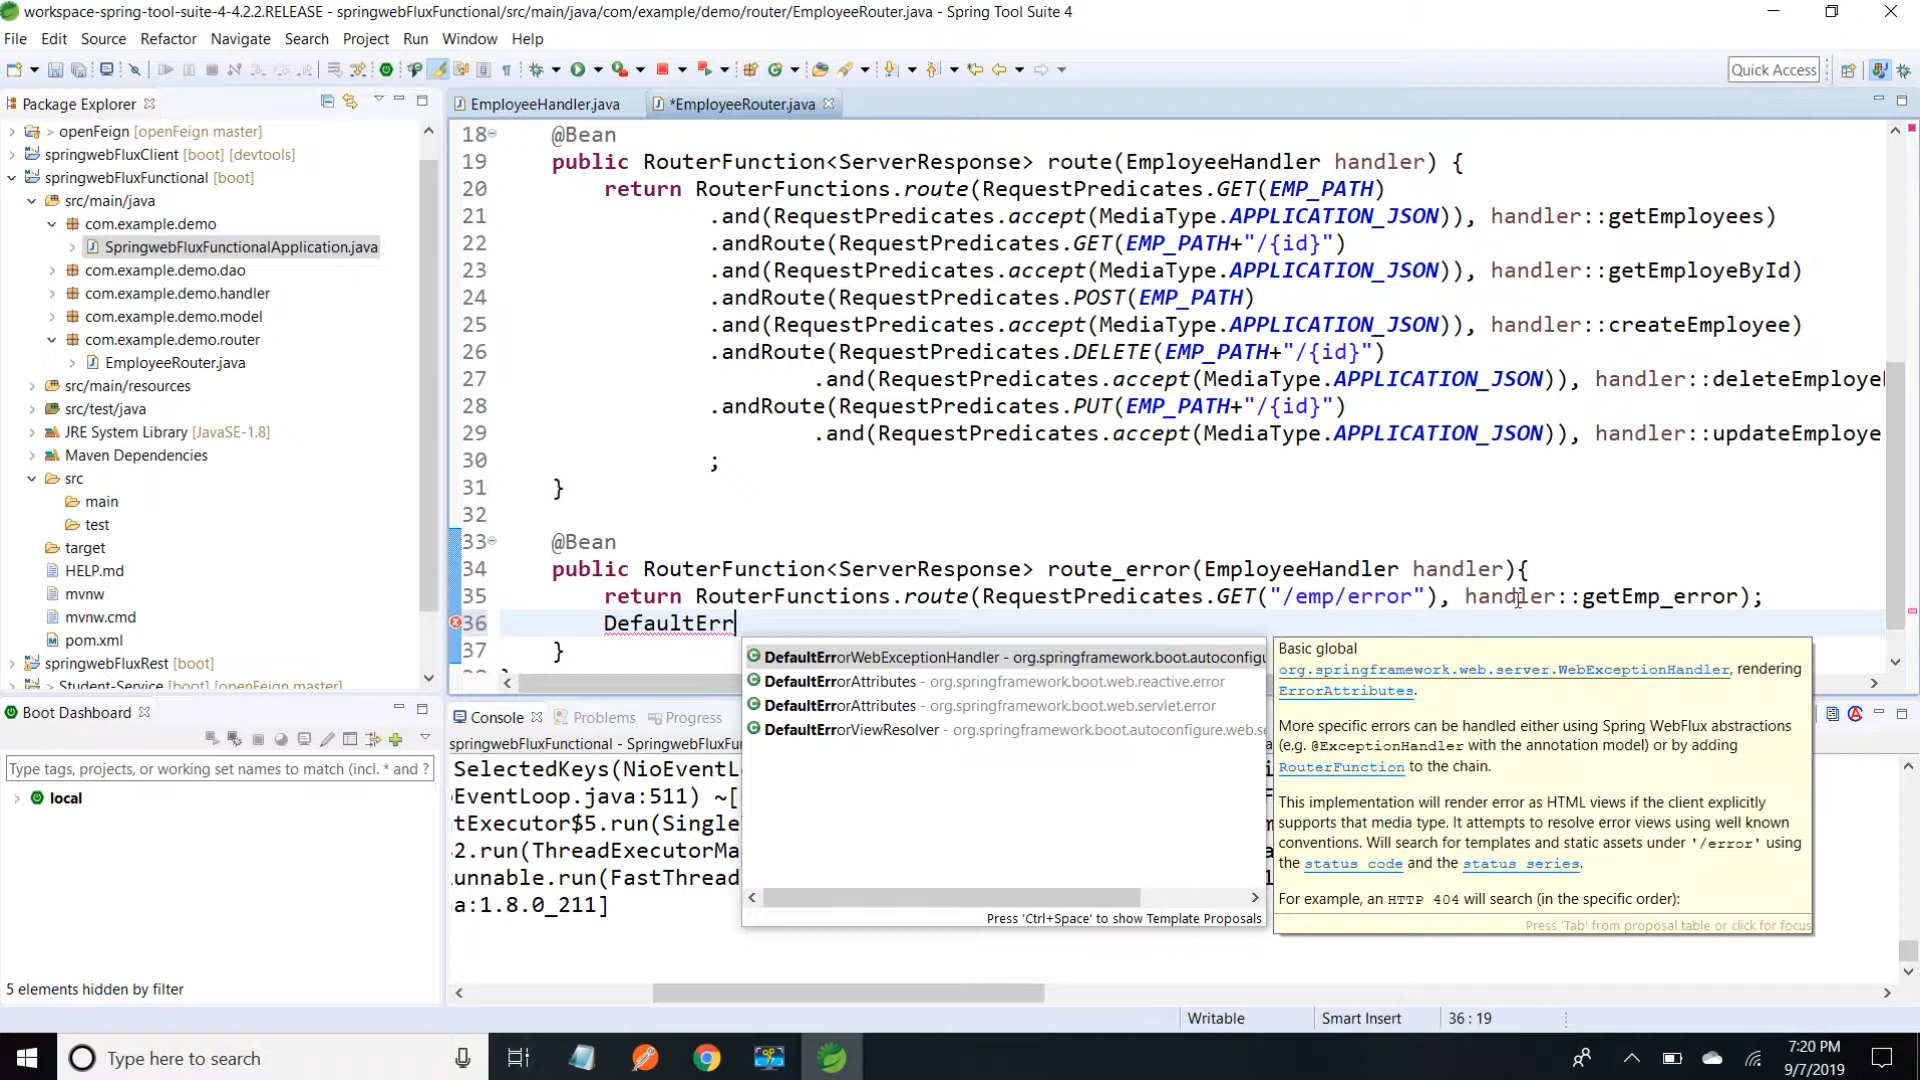 workspace-spring-tool-suite-4-4.2.2.RELEASE - springwebFluxFunctional/src/main/java/com/example/demo/router/EmployeeRouter.java - Spring Tool Suite 4
File Edit Source Refactor Navigate Search Project Run Window Help
Quick Access
Package Explorer
EmployeeHandler.java *EmployeeRouter.java
> openFeign [openFeign master]
springwebFluxClient [boot] [devtools]
springwebFluxFunctional [boot]
src/main/java
com.example.demo
SpringwebFluxFunctionalApplication.java
com.example.demo.dao
com.example.demo.handler
com.example.demo.model
com.example.demo.router
EmployeeRouter.java
src/main/resources
src/test/java
JRE System Library [JavaSE-1.8]
Maven Dependencies
src
main
test
target
HELP.md
mvnw
mvnw.cmd
pom.xml
springwebFluxRest [boot]
> Student-Service [boot] [openFeign master]
18 @Bean
19 public RouterFunction<ServerResponse> route(EmployeeHandler handler) {
20 return RouterFunctions.route(RequestPredicates.GET(EMP_PATH)
21 .and(RequestPredicates.accept(MediaType.APPLICATION_JSON)), handler::getEmployees)
22 .andRoute(RequestPredicates.GET(EMP_PATH+"/{id}")
23 .and(RequestPredicates.accept(MediaType.APPLICATION_JSON)), handler::getEmployeById)
24 .andRoute(RequestPredicates.POST(EMP_PATH)
25 .and(RequestPredicates.accept(MediaType.APPLICATION_JSON)), handler::createEmployee)
26 .andRoute(RequestPredicates.DELETE(EMP_PATH+"/{id}")
27 .and(RequestPredicates.accept(MediaType.APPLICATION_JSON)), handler::deleteEmploye
28 .andRoute(RequestPredicates.PUT(EMP_PATH+"/{id}")
29 .and(RequestPredicates.accept(MediaType.APPLICATION_JSON)), handler::updateEmploye
30 ;
31 }
32
33 @Bean
34 public RouterFunction<ServerResponse> route_error(EmployeeHandler handler){
35 return RouterFunctions.route(RequestPredicates.GET("/emp/error"), handler::getEmp_error);
36 DefaultErr
37 }
DefaultErrorWebExceptionHandler - org.springframework.boot.autoconfigu
DefaultErrorAttributes - org.springframework.boot.web.reactive.error
DefaultErrorAttributes - org.springframework.boot.web.servlet.error
DefaultErrorViewResolver - org.springframework.boot.autoconfigure.web.se
Press 'Ctrl+Space' to show Template Proposals
Basic global
org.springframework.web.server.WebExceptionHandler, rendering
ErrorAttributes.
More specific errors can be handled either using Spring WebFlux abstractions
(e.g. @ExceptionHandler with the annotation model) or by adding
RouterFunction to the chain.
This implementation will render error as HTML views if the client explicitly
supports that media type. It attempts to resolve error views using well known
conventions. Will search for templates and static assets under '/error' using
the status code and the status series.
For example, an HTTP 404 will search (in the specific order):
Press 'Tab' from proposal table or click for focus
Boot Dashboard
Type tags, projects, or working set names to match (incl. * and ?
local
5 elements hidden by filter
Console Problems Progress
springwebFluxFunctional - SpringwebFluxF
SelectedKeys(NioEventL
EventLoop.java:511) ~[
tExecutor$5.run(Single
2.run(ThreadExecutorMa
unnable.run(FastThread
a:1.8.0_211]
Writable Smart Insert 36 : 19
Type here to search
7:20 PM
9/7/2019